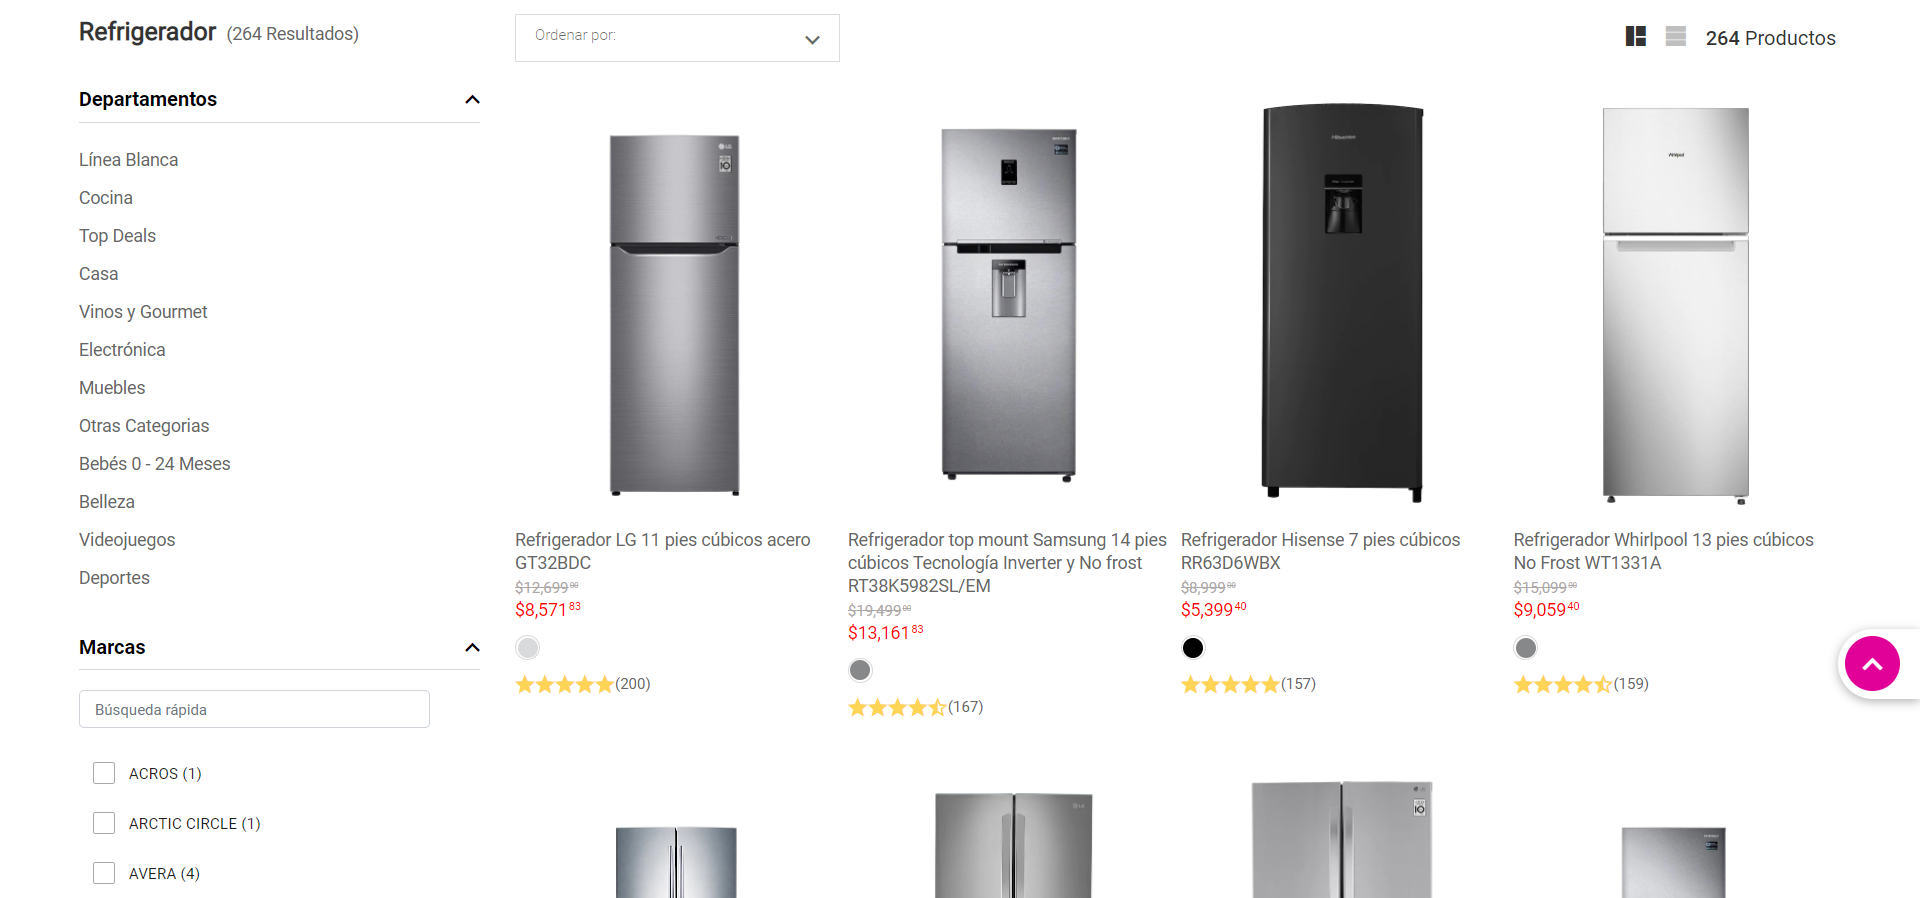 Refrigerador (264 Resultados)
Ordenar por:
264 Productos
Departamentos
Línea Blanca
Cocina
Top Deals
Casa
Vinos y Gourmet
Electrónica
Muebles
Otras Categorias
Bebés 0 - 24 Meses
Belleza
Videojuegos
Deportes
Marcas
Búsqueda rápida
ACROS (1)
ARCTIC CIRCLE (1)
AVERA (4)
LG
Hisense
Whirlpool
Refrigerador LG 11 pies cúbicos acero
GT32BDC
$12,699.00
$8,571.83
(200)
Refrigerador top mount Samsung 14 pies
cúbicos Tecnología Inverter y No frost
RT38K5982SL/EM
$19,499.00
$13,161.83
(167)
Refrigerador Hisense 7 pies cúbicos
RR63D6WBX
$8,999.00
$5,399.40
(157)
Refrigerador Whirlpool 13 pies cúbicos
No Frost WT1331A
$15,099.00
$9,059.40
(159)